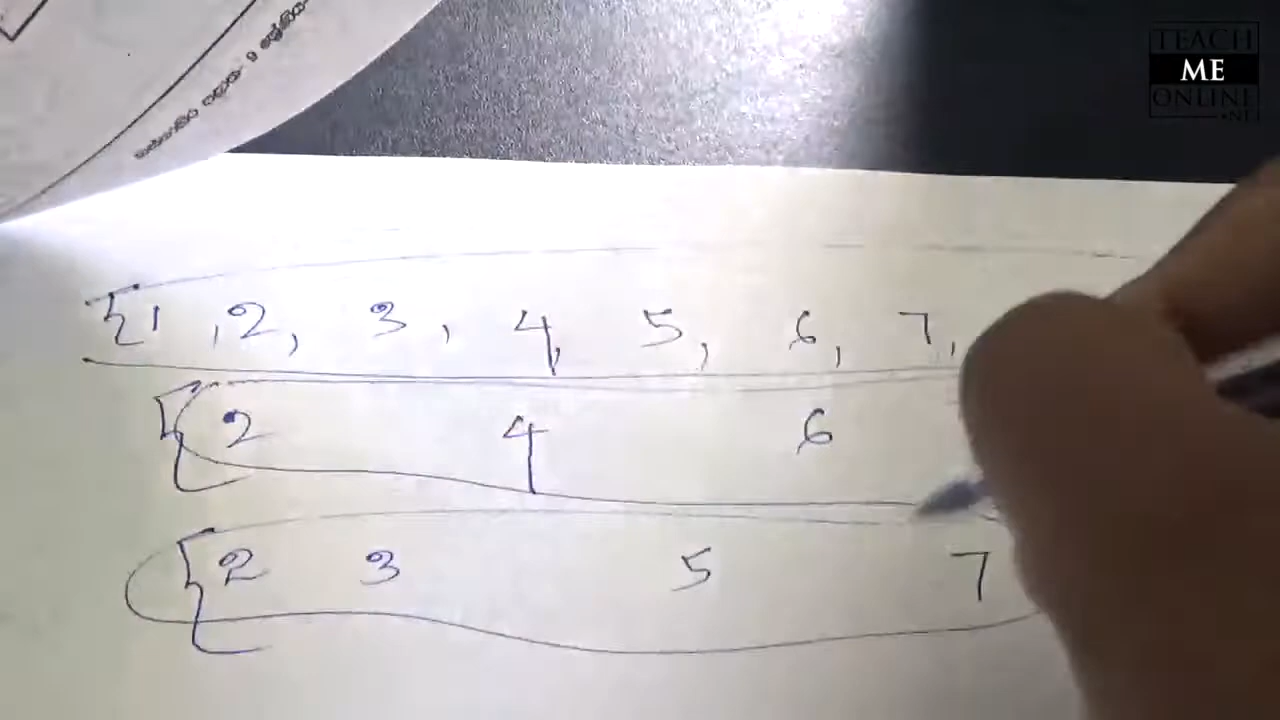 TEACH
ME
ONLINE
.NET
{1 , 2 , 3 , 4 , 5 , 6 , 7 ,
{ 2 4 6
{ 2 3 5 7